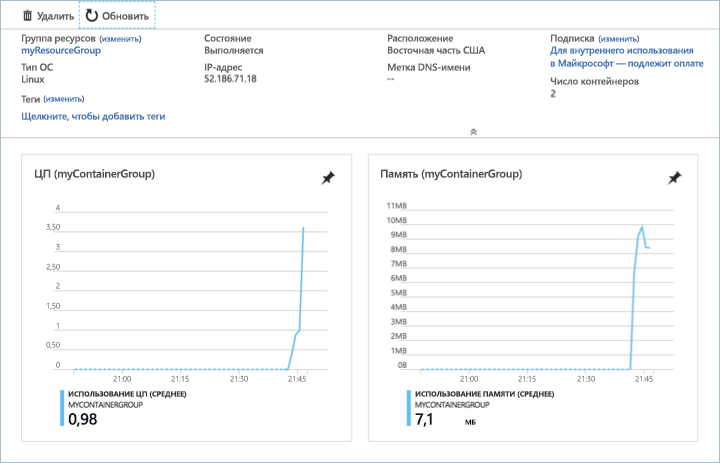 Удалить Обновить
Группа ресурсов (изменить)
myResourceGroup
Тип ОС
Linux
Теги (изменить)
Щелкните, чтобы добавить теги
Состояние
Выполняется
IP-адрес
52.186.71.18
Расположение
Восточная часть США
Метка DNS-имени
--
Подписка (изменить)
Для внутреннего использования
в Майкрософт — подлежит оплате
Число контейнеров
2
ЦП (myContainerGroup)
4
3,50
3
2,50
2
1,50
1
0,50
0
21:00 21:15 21:30 21:45
ИСПОЛЬЗОВАНИЕ ЦП (СРЕДНЕЕ)
MYCONTAINERGROUP
0,98
Память (myContainerGroup)
11MB
10MB
9MB
8MB
7MB
6MB
5MB
4MB
3MB
2MB
1MB
0B
21:00 21:15 21:30 21:45
ИСПОЛЬЗОВАНИЕ ПАМЯТИ (СРЕДНЕЕ)
MYCONTAINERGROUP
7,1 МБ